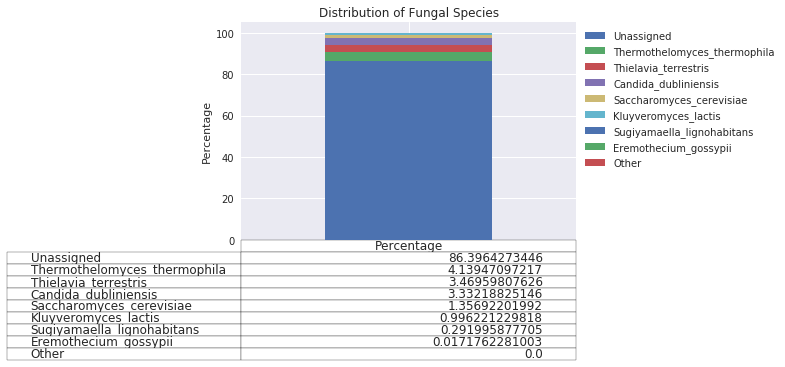 Distribution of Fungal Species
100
80
60
40
20
0
Percentage
Unassigned
Thermothelomyces_thermophila
Thielavia_terrestris
Candida_dubliniensis
Saccharomyces_cerevisiae
Kluyveromyces_lactis
Sugiyamaella_lignohabitans
Eremothecium_gossypii
Other
Percentage
Unassigned 86.3964273446
Thermothelomyces_thermophila 4.13947097217
Thielavia_terrestris 3.46959807626
Candida_dubliniensis 3.33218825146
Saccharomyces_cerevisiae 1.35692201992
Kluyveromyces_lactis 0.996221229818
Sugiyamaella_lignohabitans 0.291995877705
Eremothecium_gossypii 0.0171762281003
Other 0.0